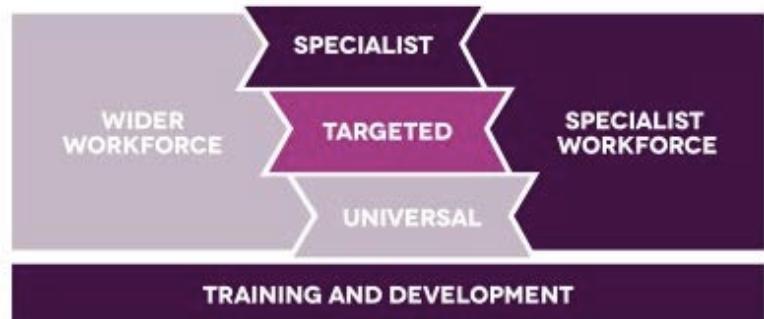 SPECIALIST
WIDER
WORKFORCE
TARGETED
SPECIALIST
WORKFORCE
UNIVERSAL
TRAINING AND DEVELOPMENT